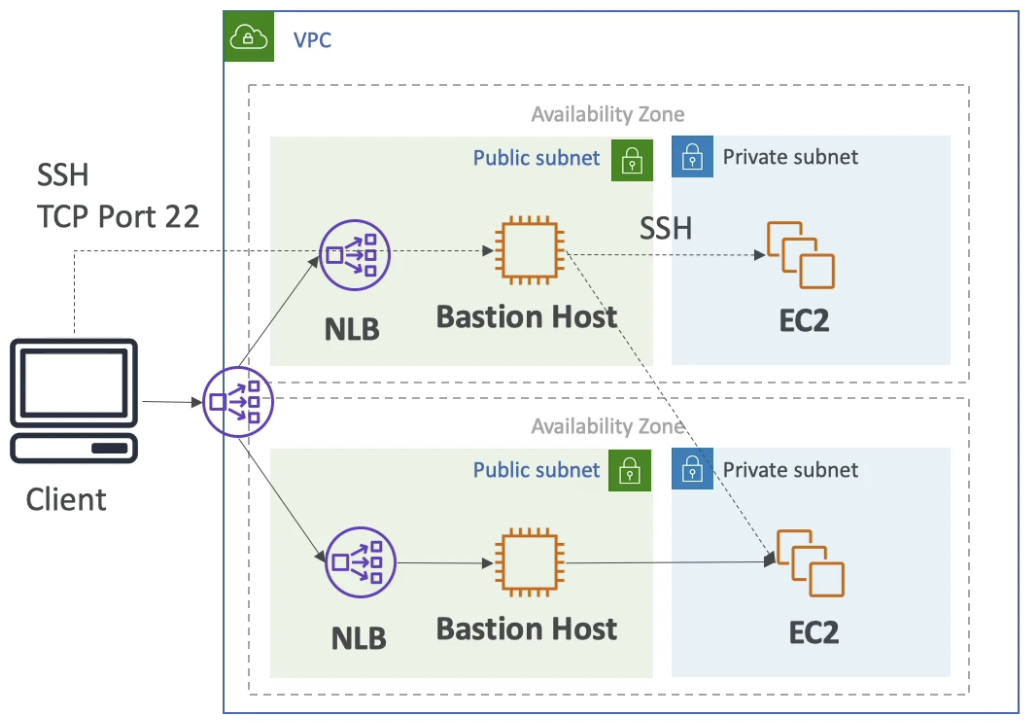 VPC
Availability Zone
Public subnet
Private subnet
SSH
TCP Port 22
SSH
NLB
Bastion Host
EC2
Client
Availability Zone
Public subnet
Private subnet
NLB
Bastion Host
EC2